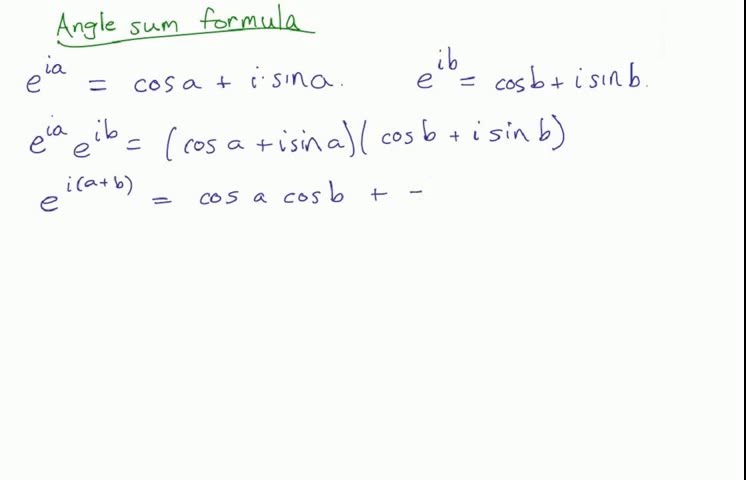 Angle sum formula
e^{ia} = cos a + i·sin a. e^{ib} = cos b + i sin b.
e^{ia} e^{ib} = (cos a + i sin a)(cos b + i sin b)
e^{i(a+b)} = cos a cos b + -